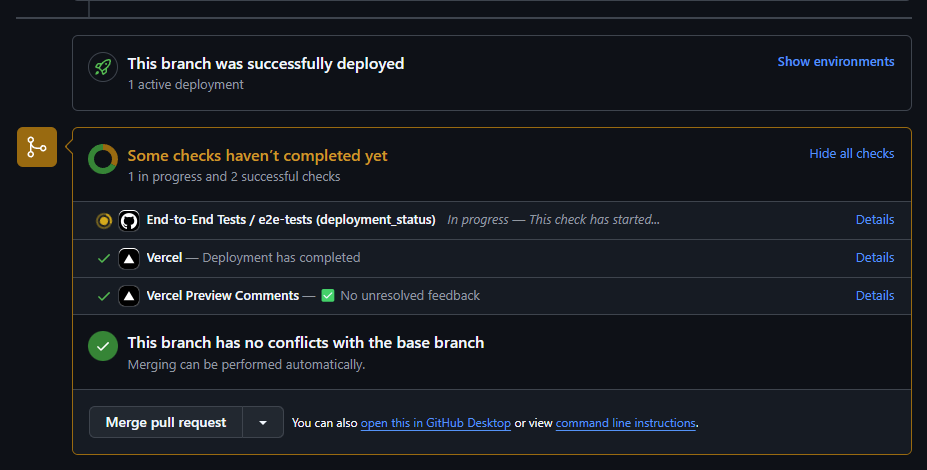 This branch was successfully deployed
Show environments
1 active deployment
Some checks haven't completed yet
Hide all checks
1 in progress and 2 successful checks
End-to-End Tests / e2e-tests (deployment_status) In progress — This check has started... Details
Vercel — Deployment has completed Details
Vercel Preview Comments — ✅ No unresolved feedback Details
This branch has no conflicts with the base branch
Merging can be performed automatically.
Merge pull request You can also open this in GitHub Desktop or view command line instructions.